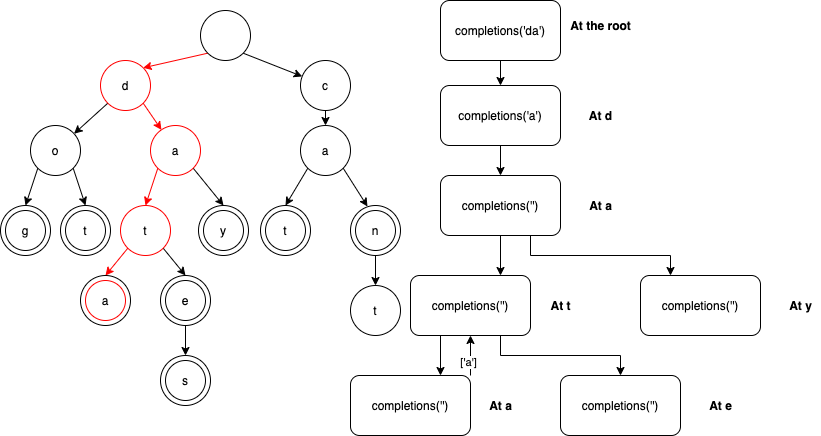 completions('da')
At the root
d
c
completions('a')
At d
o
a
a
completions('')
At a
g
t
t
y
t
n
a
e
t
completions('')
At t
completions('')
At y
['a']
s
completions('')
At a
completions('')
At e